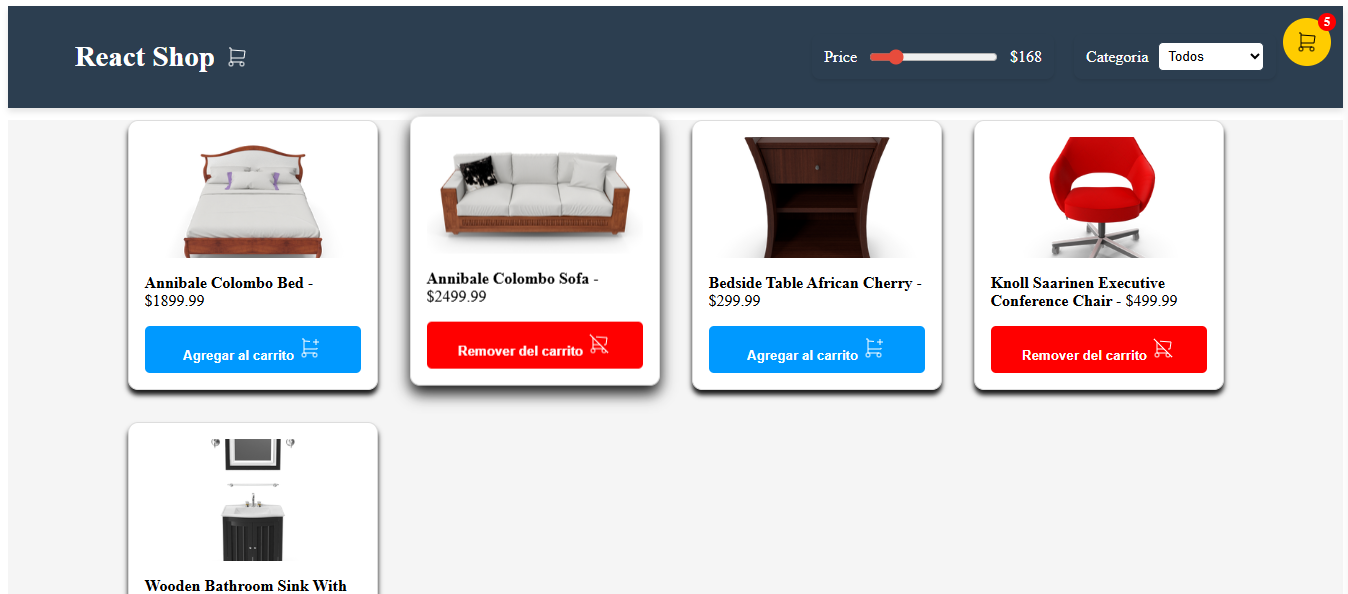 React Shop
Price $168 Categoria Todos 5
Annibale Colombo Bed -
$1899.99
Agregar al carrito
Annibale Colombo Sofa -
$2499.99
Remover del carrito
Bedside Table African Cherry -
$299.99
Agregar al carrito
Knoll Saarinen Executive
Conference Chair - $499.99
Remover del carrito
Wooden Bathroom Sink With